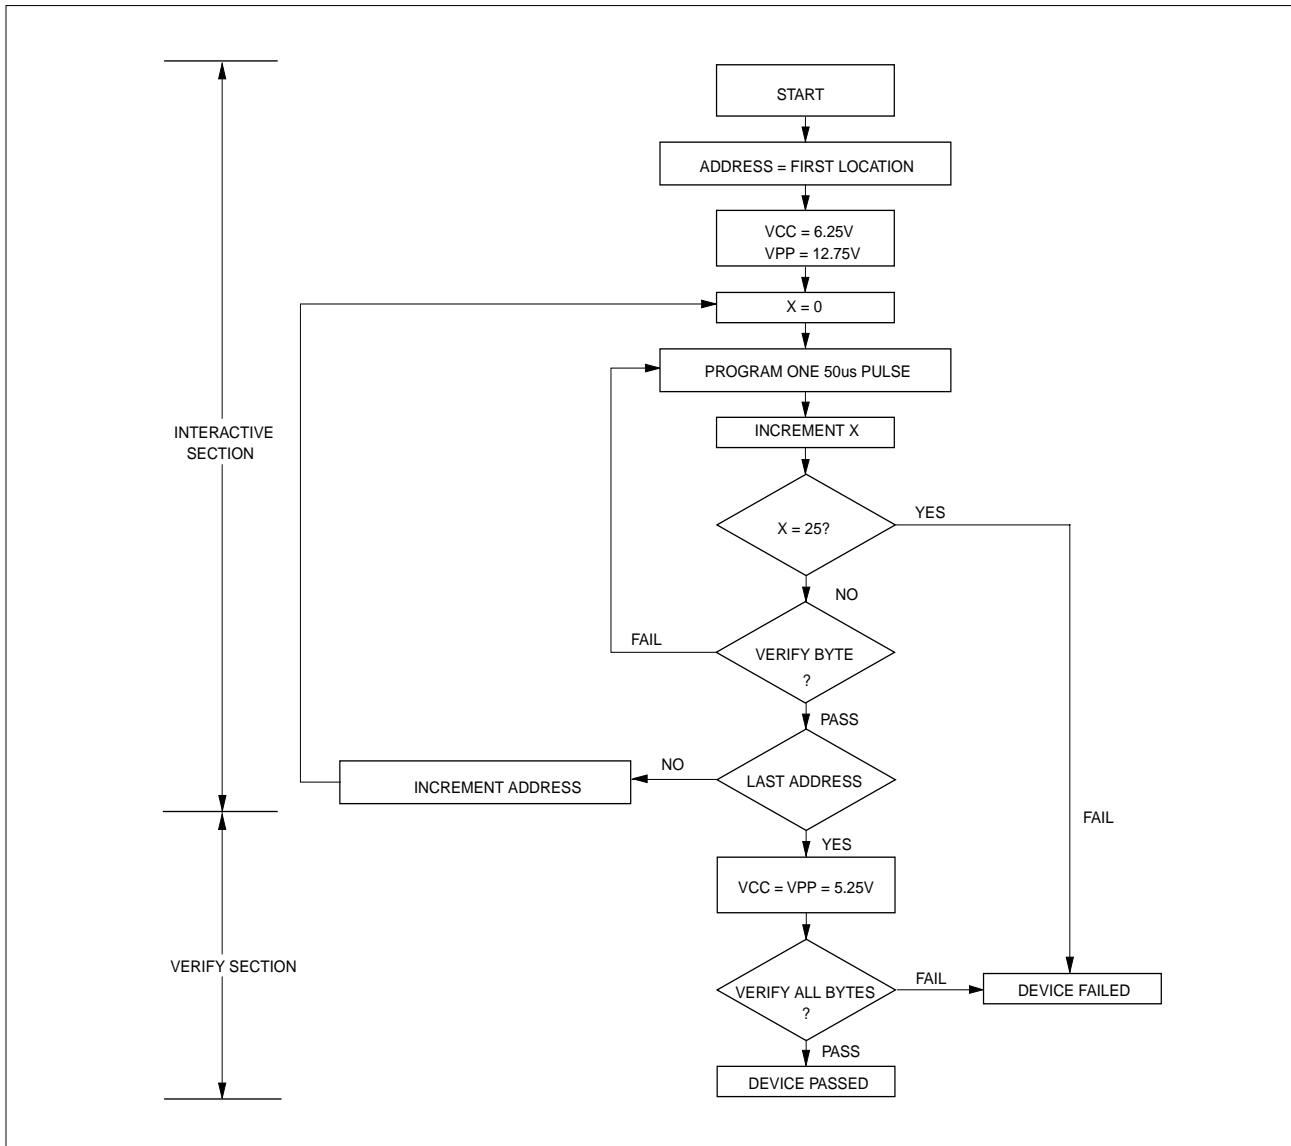 START
ADDRESS = FIRST LOCATION
VCC = 6.25V
VPP = 12.75V
X = 0
PROGRAM ONE 50us PULSE
INCREMENT X
INTERACTIVE
SECTION
X = 25?
YES
NO
FAIL
VERIFY BYTE
?
PASS
NO
LAST ADDRESS
INCREMENT ADDRESS
FAIL
YES
VCC = VPP = 5.25V
VERIFY SECTION
VERIFY ALL BYTES
?
FAIL
DEVICE FAILED
PASS
DEVICE PASSED